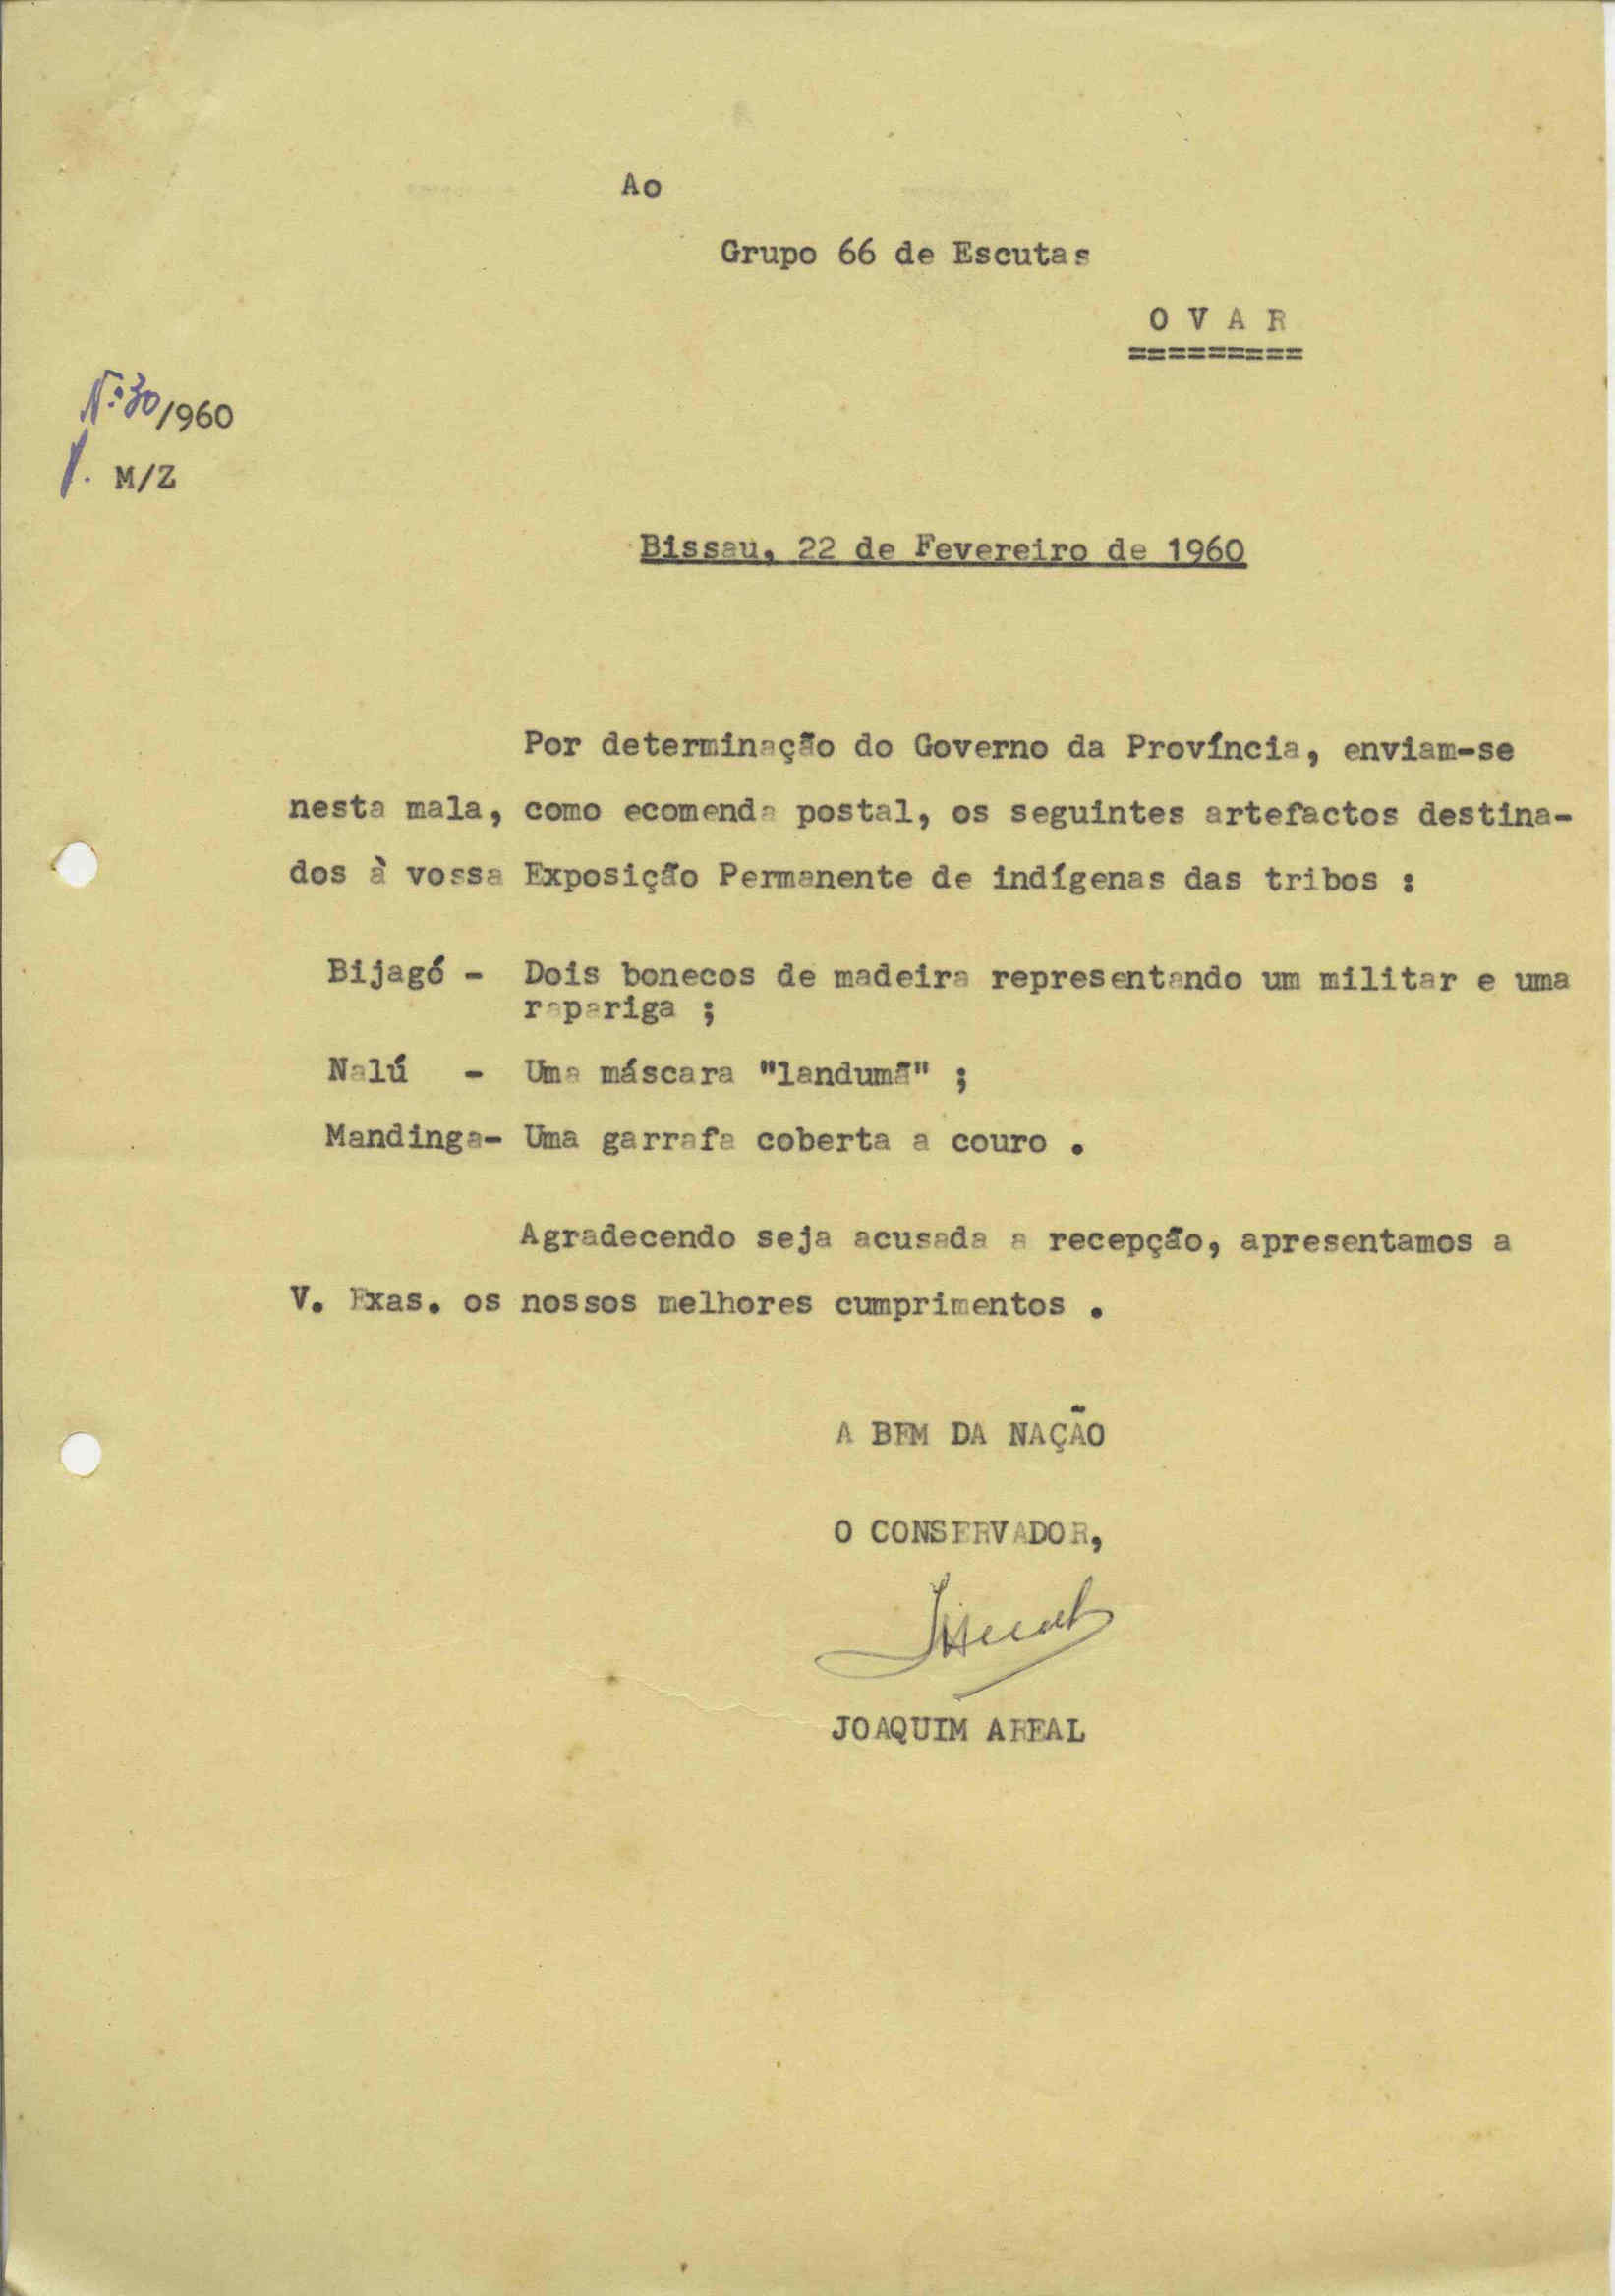 Ao
Grupo 66 de Escutas
O V A R
=========
Nº 30/960
P. M/Z
Bissau, 22 de Fevereiro de 1960
Por determinação do Governo da Província, enviam-se
nesta mala, como ecomenda postal, os seguintes artefactos destina-
dos à vossa Exposição Permanente de indígenas das tribos :
Bijagó - Dois bonecos de madeira representando um militar e uma
rapariga ;
Nalú - Uma máscara "landumã" ;
Mandinga- Uma garrafa coberta a couro .
Agradecendo seja acusada a recepção, apresentamos a
V. Exas. os nossos melhores cumprimentos .
A BEM DA NAÇÃO
O CONSERVADOR,
JOAQUIM AREAL